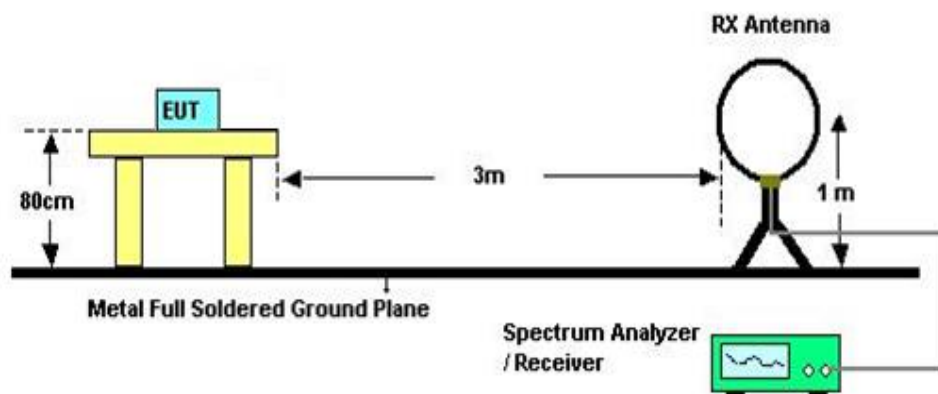 RX Antenna
EUT
80cm
3m
1 m
Metal Full Soldered Ground Plane
Spectrum Analyzer
/ Receiver